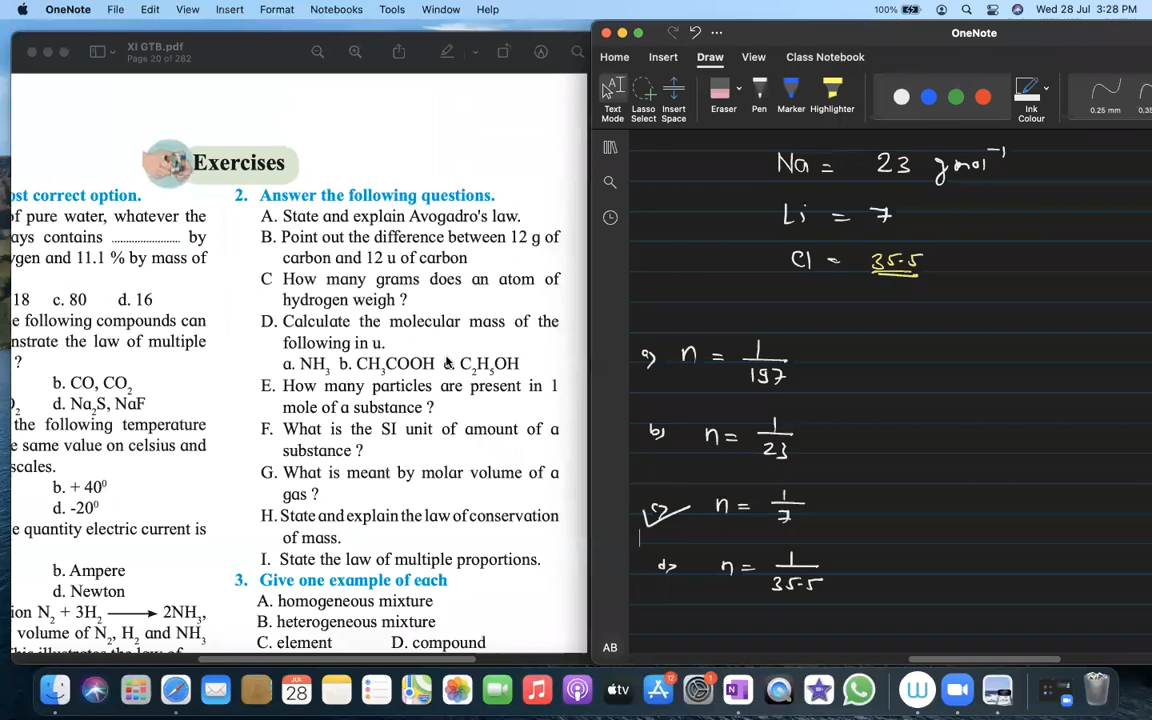 OneNote File Edit View Insert Format Notebooks Tools Window Help 100% Wed 28 Jul 3:28 PM
XI GTB.pdf
Page 20 of 282
Exercises
ost correct option.
of pure water, whatever the
ays contains ........................ by
ygen and 11.1 % by mass of
18 c. 80 d. 16
e following compounds can
nstrate the law of multiple
?
b. CO, CO2
2 d. Na2S, NaF
the following temperature
e same value on celsius and
scales.
b. + 40⁰
d. -20⁰
e quantity electric current is
b. Ampere
d. Newton
ion N2 + 3H2 ⟶ 2NH3,
volume of N2, H2 and NH3
2. Answer the following questions.
A. State and explain Avogadro's law.
B. Point out the difference between 12 g of
carbon and 12 u of carbon
C How many grams does an atom of
hydrogen weigh ?
D. Calculate the molecular mass of the
following in u.
a. NH3 b. CH3COOH c. C2H5OH
E. How many particles are present in 1
mole of a substance ?
F. What is the SI unit of amount of a
substance ?
G. What is meant by molar volume of a
gas ?
H. State and explain the law of conservation
of mass.
I. State the law of multiple proportions.
3. Give one example of each
A. homogeneous mixture
B. heterogeneous mixture
C. element D. compound
OneNote
Home Insert Draw View Class Notebook
Text Mode Lasso Select Insert Space Eraser Pen Marker Highlighter Ink Colour 0.25 mm
Na = 23 g mol⁻¹
Li = 7
Cl = 35.5
a) n = 1/197
b) n = 1/23
c) n = 1/7
d) n = 1/35.5
AB
JUL 28 12 tv 1 N W